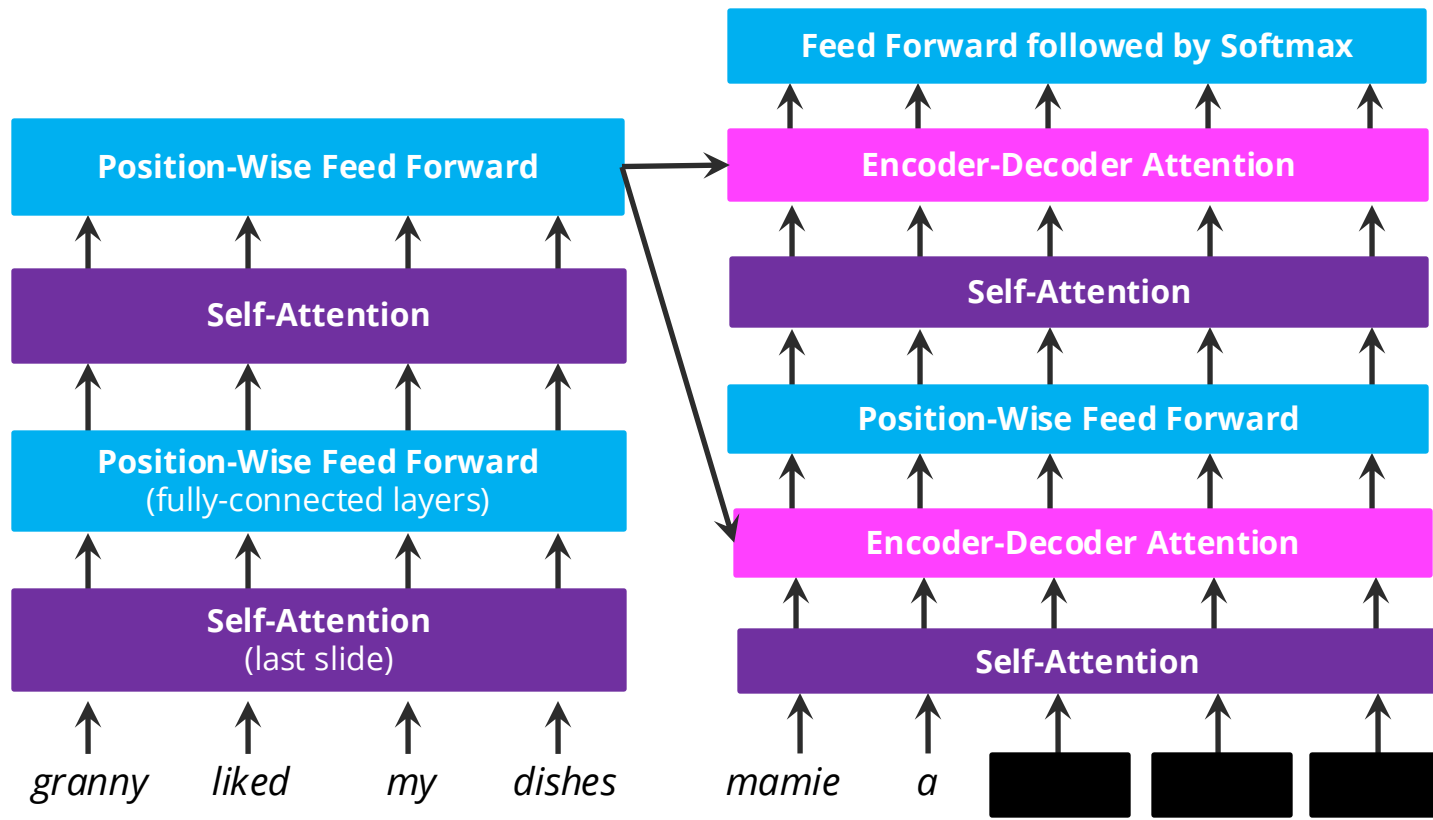 Position-Wise Feed Forward
Self-Attention
Position-Wise Feed Forward
(fully-connected layers)
Self-Attention
(last slide)
granny liked my dishes
Feed Forward followed by Softmax
Encoder-Decoder Attention
Self-Attention
Position-Wise Feed Forward
Encoder-Decoder Attention
Self-Attention
mamie a